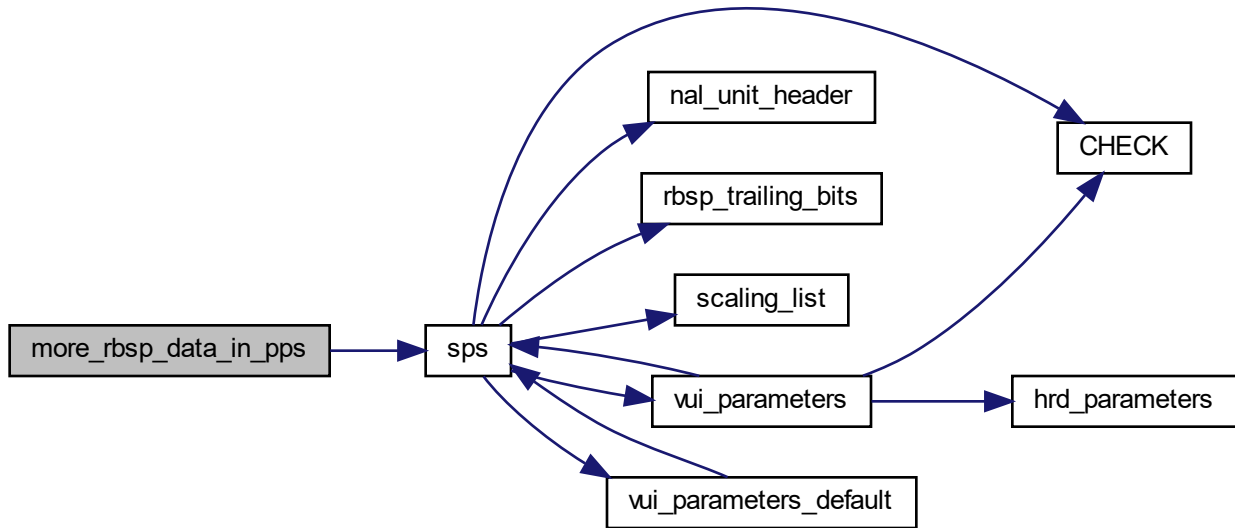 nal_unit_header
CHECK
rbsp_trailing_bits
scaling_list
more_rbsp_data_in_pps
sps
vui_parameters
hrd_parameters
vui_parameters_default